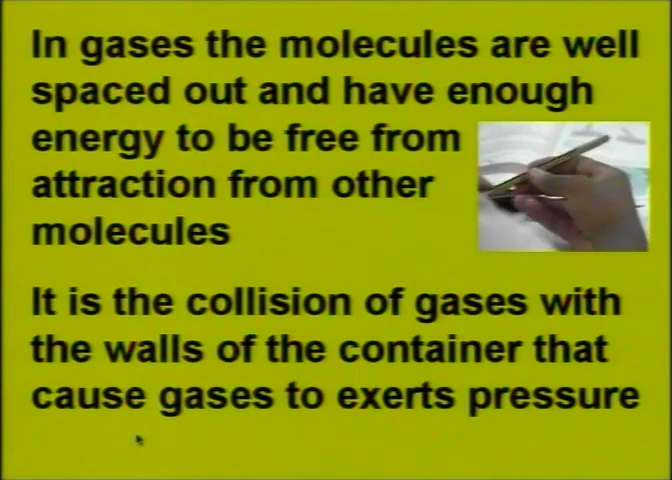 In gases the molecules are well
spaced out and have enough
energy to be free from
attraction from other
molecules
It is the collision of gases with
the walls of the container that
cause gases to exerts pressure